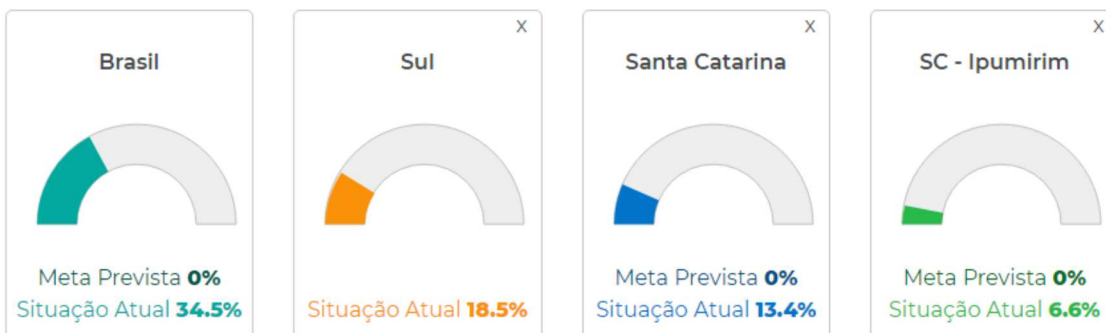 Brasil
Meta Prevista 0%
Situação Atual 34.5%
X
Sul
Situação Atual 18.5%
X
Santa Catarina
Meta Prevista 0%
Situação Atual 13.4%
X
SC - Ipumirim
Meta Prevista 0%
Situação Atual 6.6%